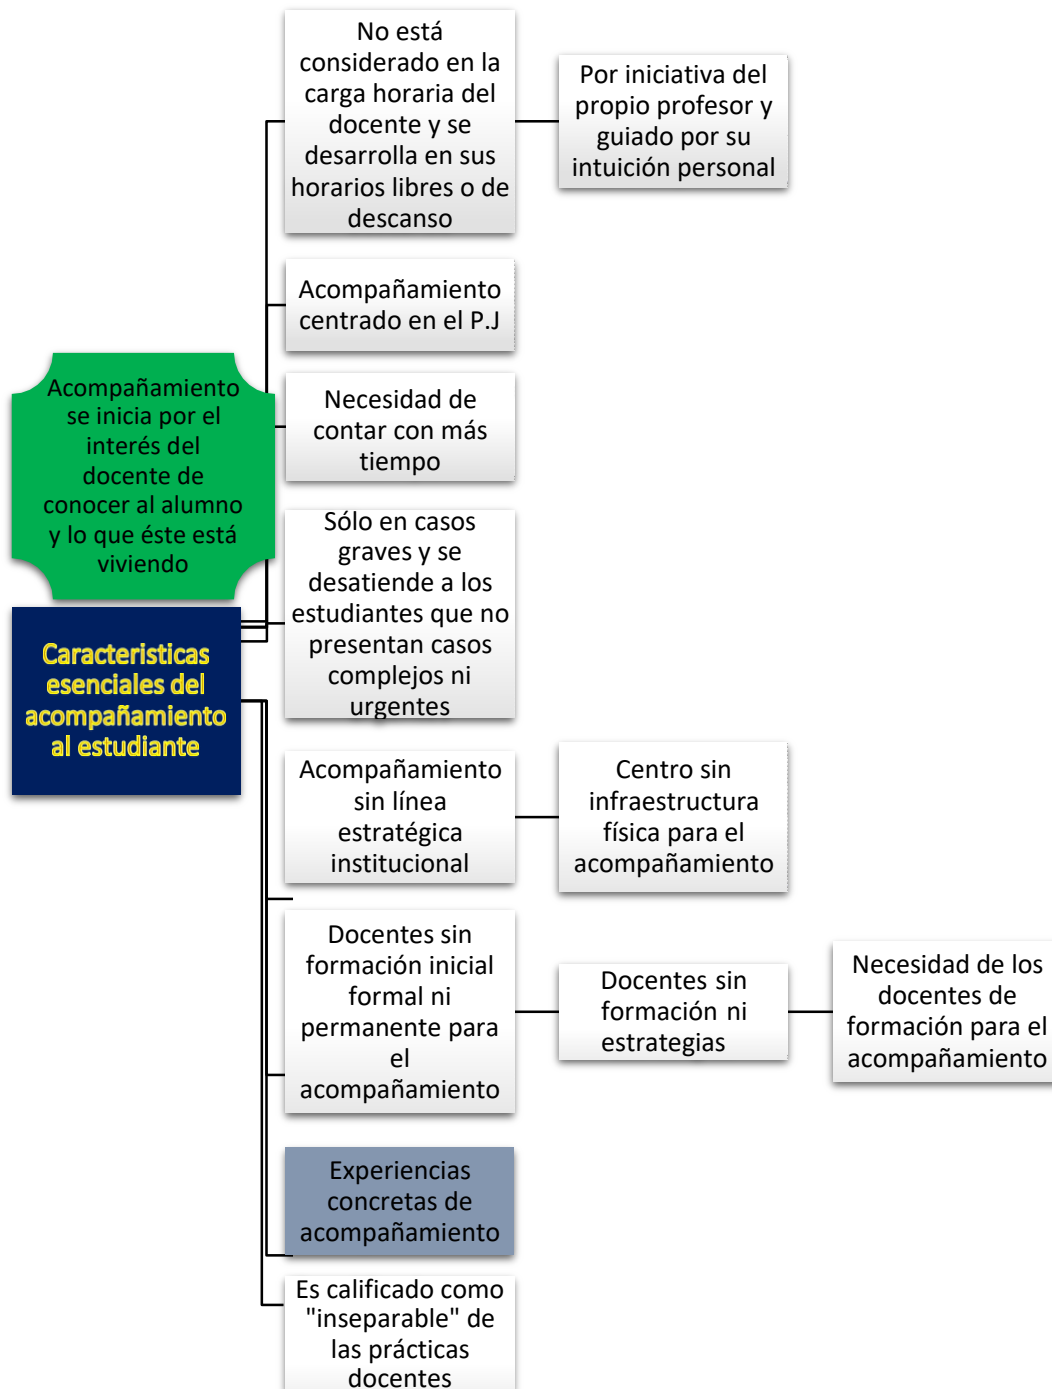 No está
considerado en la
carga horaria del
docente y se
desarrolla en sus
horarios libres o de
descanso
Por iniciativa del
propio profesor y
guiado por su
intuición personal
Acompañamiento
centrado en el P.J
Acompañamiento
se inicia por el
interés del
docente de
conocer al alumno
y lo que éste está
viviendo
Necesidad de
contar con más
tiempo
Sólo en casos
graves y se
desatiende a los
estudiantes que no
presentan casos
complejos ni
urgentes
Caracteristicas
esenciales del
acompañamiento
al estudiante
Acompañamiento
sin línea
estratégica
institucional
Centro sin
infraestructura
física para el
acompañamiento
Docentes sin
formación inicial
formal ni
permanente para
el
acompañamiento
Docentes sin
formación ni
estrategias
Necesidad de los
docentes de
formación para el
acompañamiento
Experiencias
concretas de
acompañamiento
Es calificado como
"inseparable" de
las prácticas
docentes